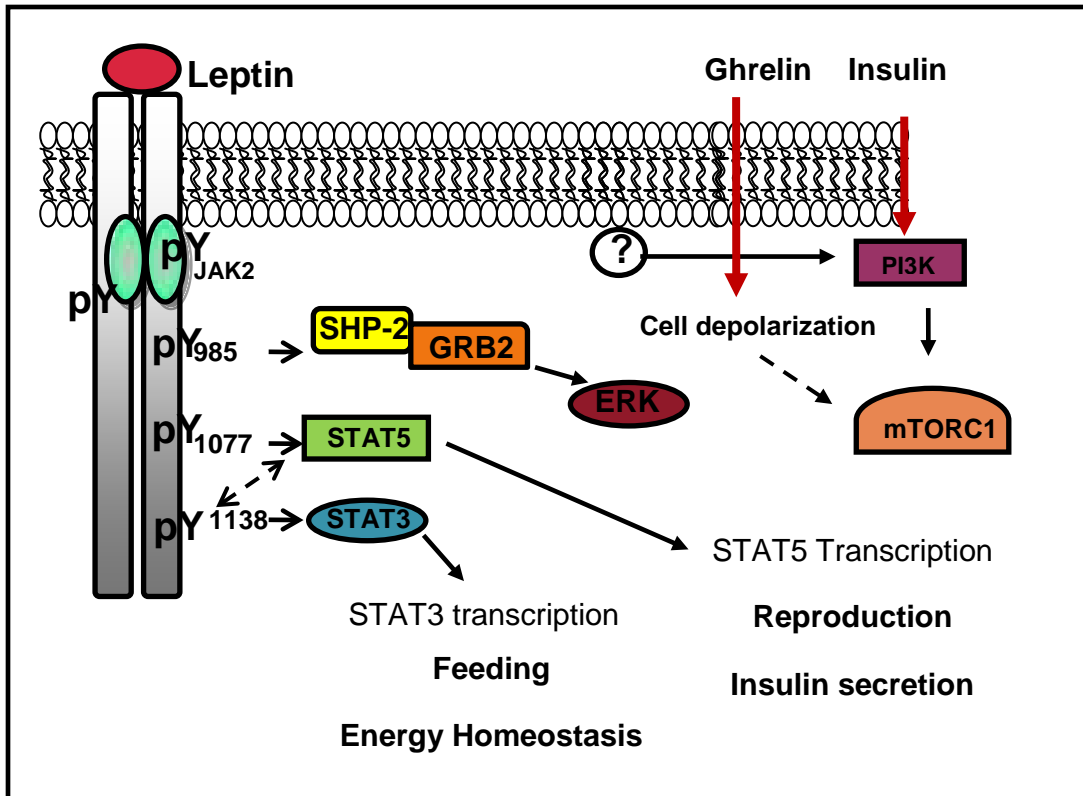 Leptin
Ghrelin
Insulin
pY
JAK2
pY
?
PI3K
Cell depolarization
pY985
SHP-2
GRB2
ERK
mTORC1
pY1077
STAT5
pY1138
STAT3
STAT5 Transcription
STAT3 transcription
Reproduction
Feeding
Insulin secretion
Energy Homeostasis